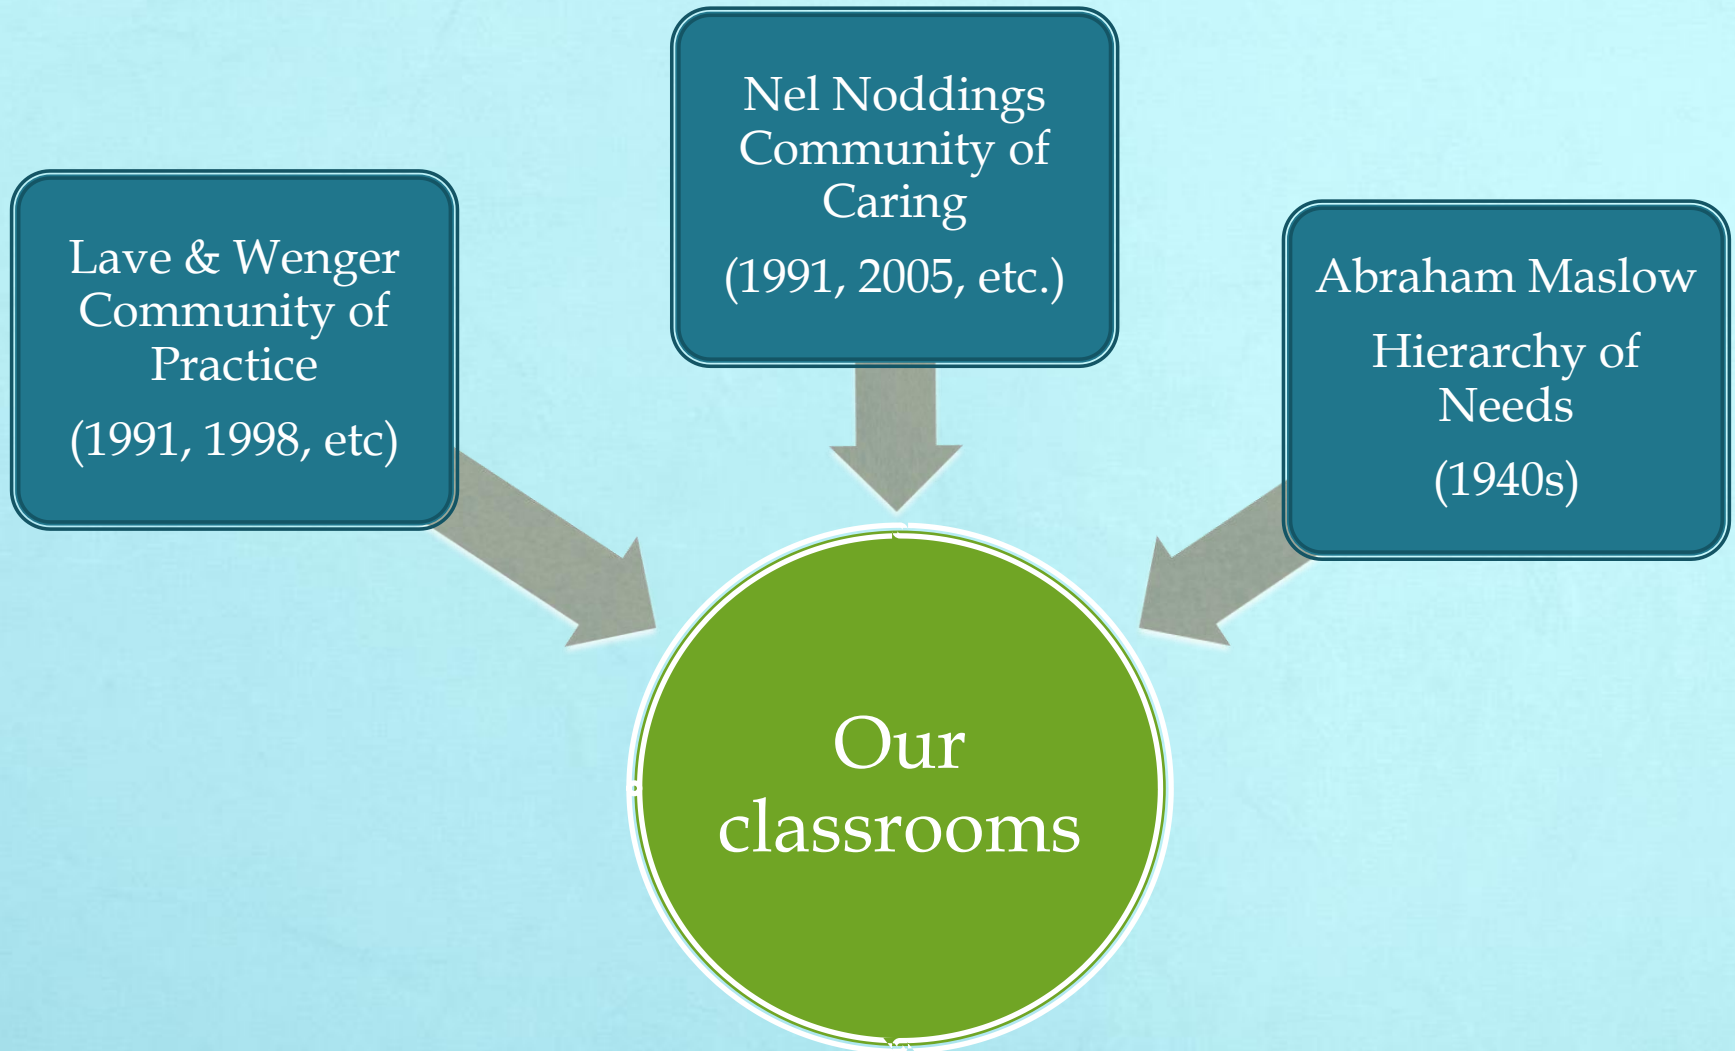 Lave & Wenger
Community of
Practice
(1991, 1998, etc)
Nel Noddings
Community of
Caring
(1991, 2005, etc.)
Abraham Maslow
Hierarchy of
Needs
(1940s)
Our
classrooms